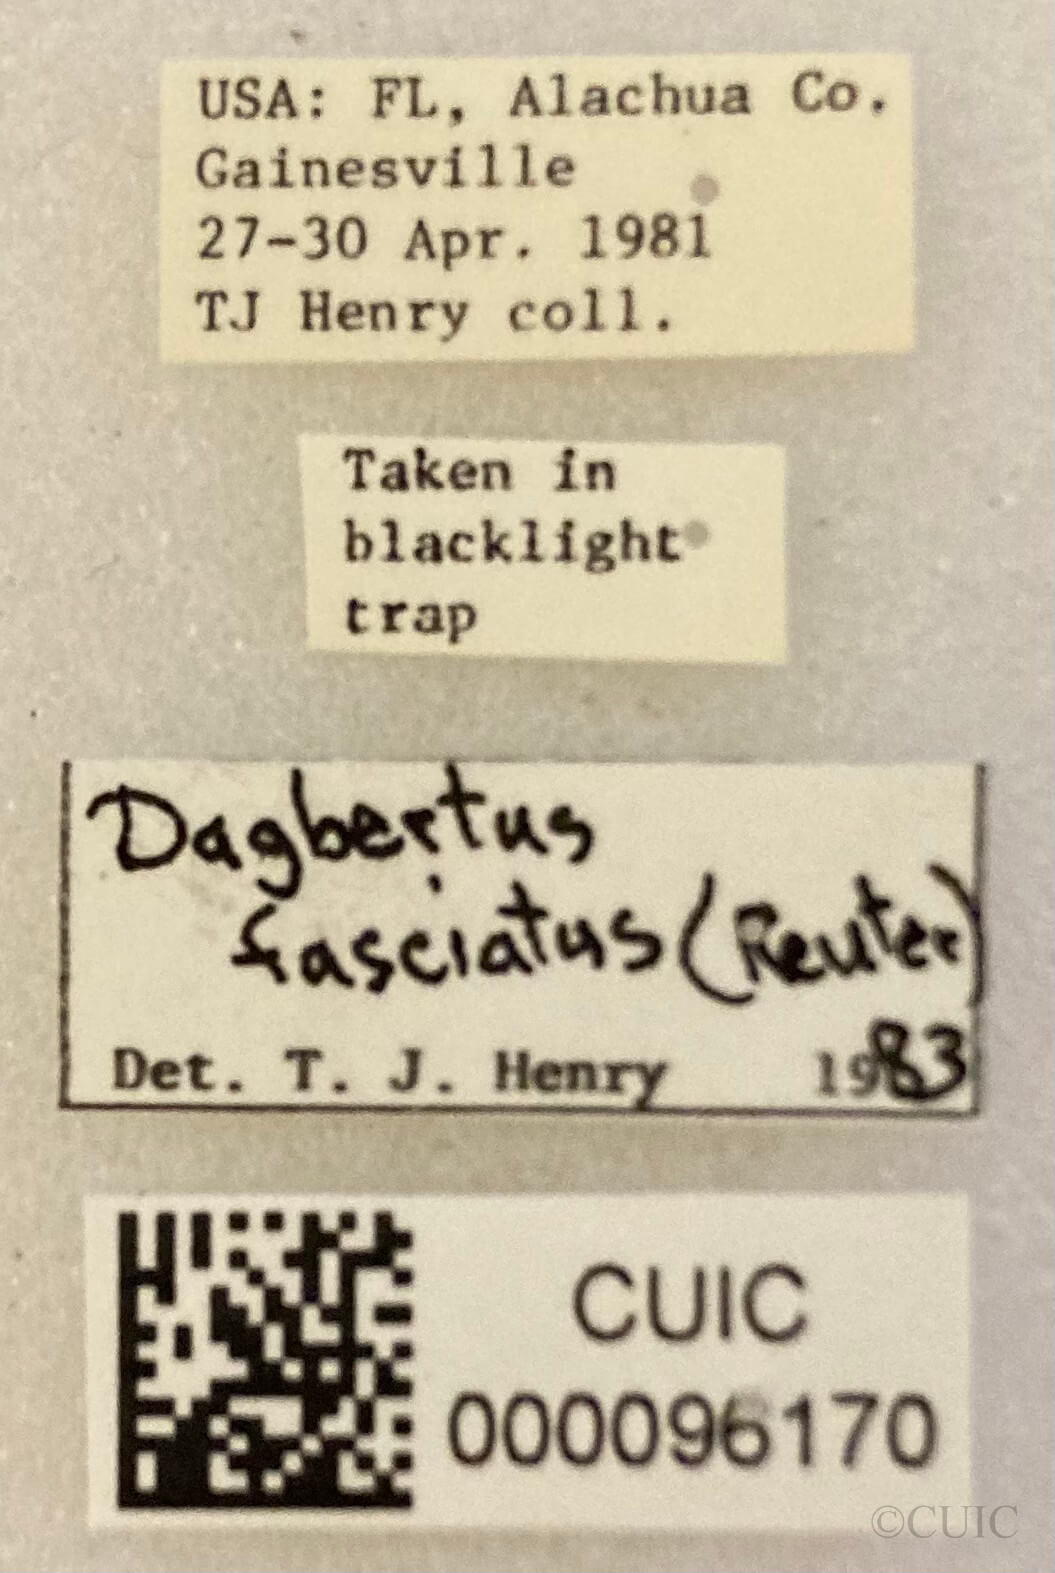 USA: FL, Alachua Co.
Gainesville
27-30 Apr. 1981
TJ Henry coll.
Taken in
blacklight
trap
Dagbertus
fasciatus (Reuter)
Det. T. J. Henry 1983
CUIC
000096170
©CUIC